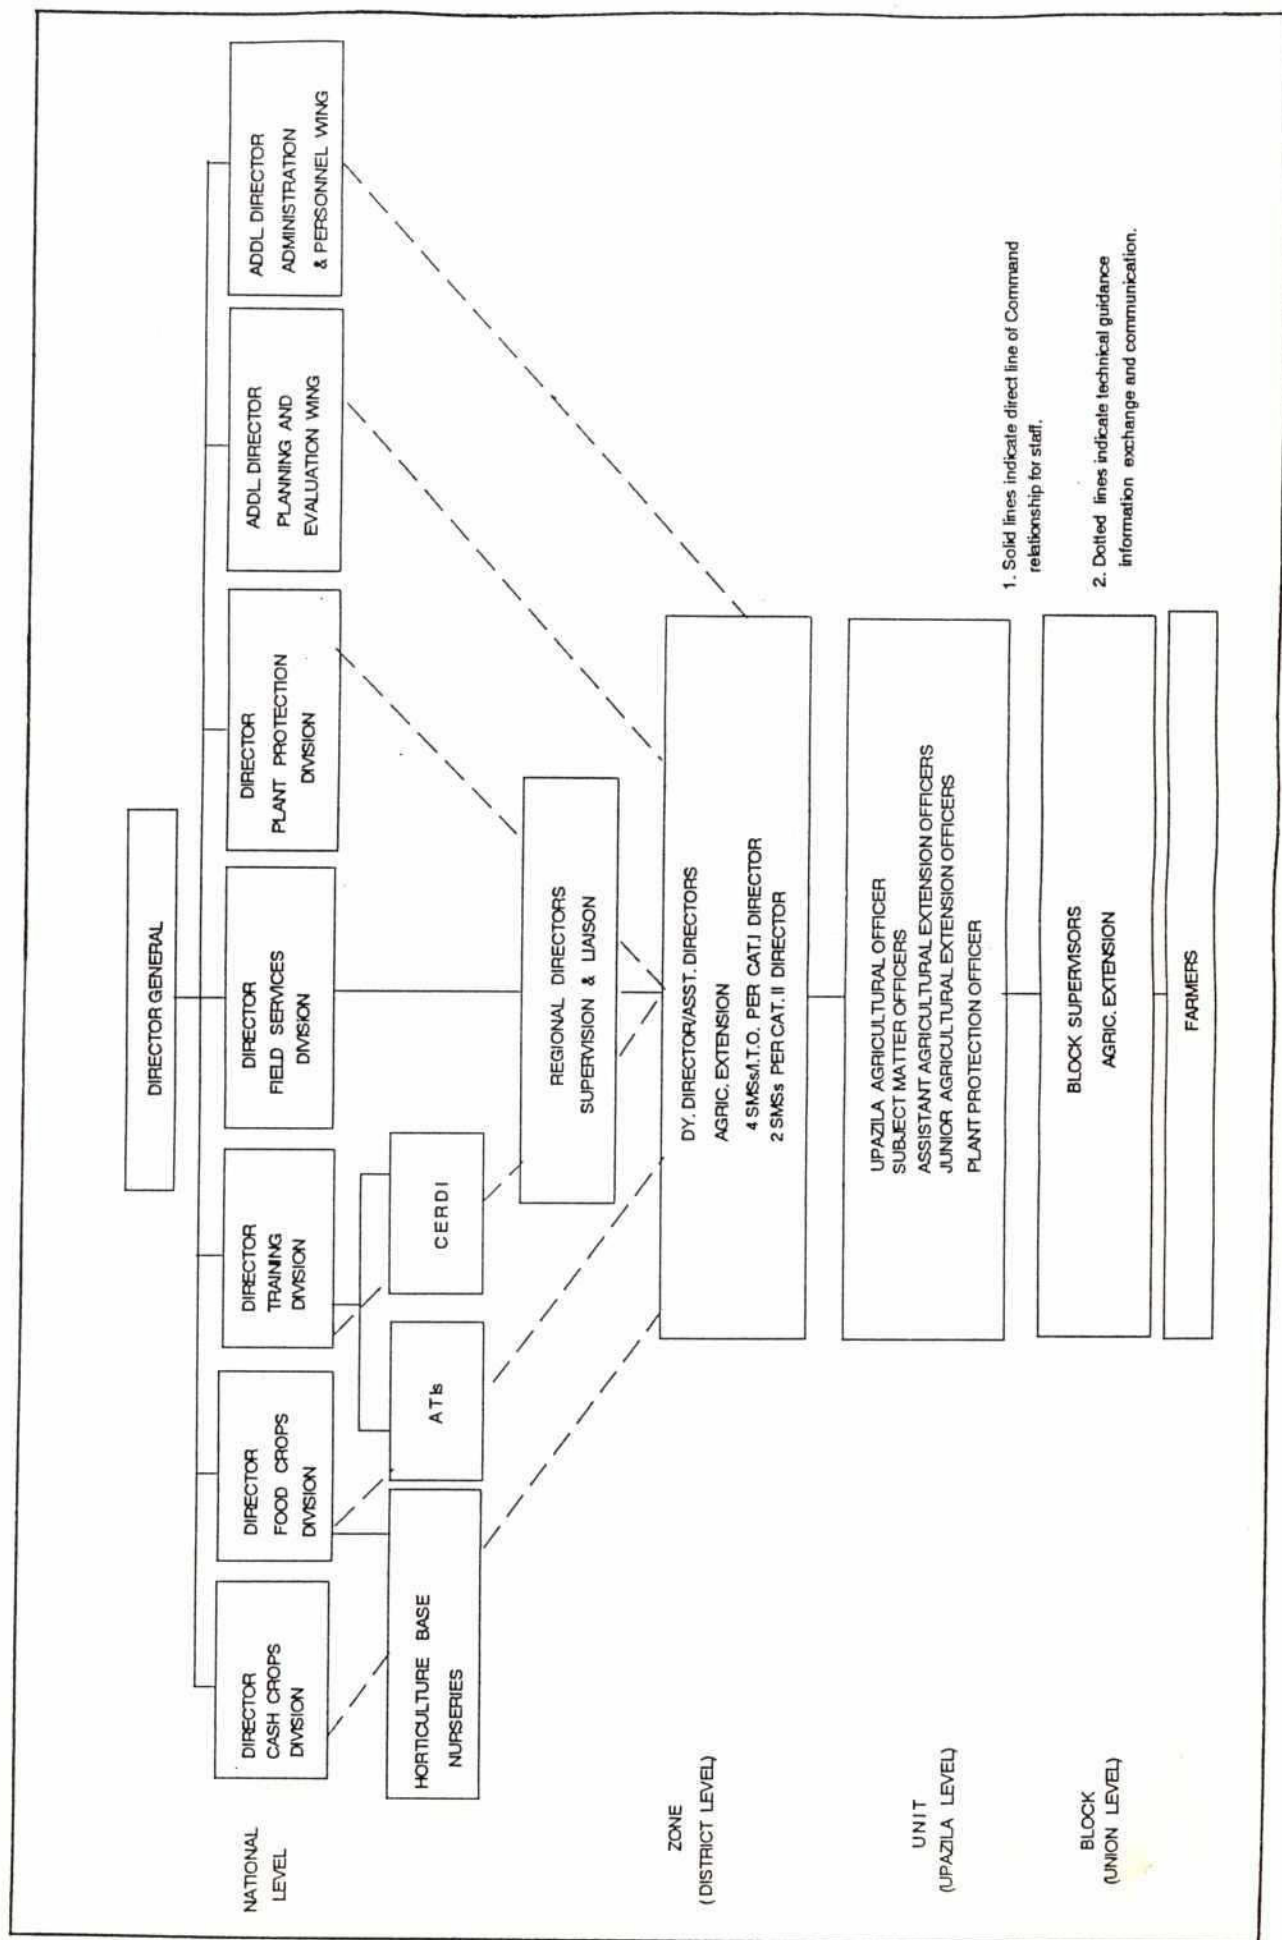 DIRECTOR GENERAL
NATIONAL
LEVEL
DIRECTOR
CASH CROPS
DIVISION
DIRECTOR
FOOD CROPS
DIVISION
DIRECTOR
TRAINING
DIVISION
DIRECTOR
FIELD SERVICES
DIVISION
DIRECTOR
PLANT PROTECTION
DIVISION
ADDL. DIRECTOR
PLANNING AND
EVALUATION WING
ADDL. DIRECTOR
ADMINISTRATION
& PERSONNEL WING
HORTICULTURE BASE
NURSERIES
ATIs
CERDI
REGIONAL DIRECTORS
SUPERVISION & LIAISON
ZONE
(DISTRICT LEVEL)
DY. DIRECTOR/ASST. DIRECTORS
AGRIC. EXTENSION
4 SMSs/I.T.O. PER CAT.I DIRECTOR
2 SMSs PER CAT. II DIRECTOR
UNIT
(UPAZILA LEVEL)
UPAZILA AGRICULTURAL OFFICER
SUBJECT MATTER OFFICERS
ASSISTANT AGRICULTURAL EXTENSION OFFICERS
JUNIOR AGRICULTURAL EXTENSION OFFICERS
PLANT PROTECTION OFFICER
BLOCK
(UNION LEVEL)
BLOCK SUPERVISORS
AGRIC. EXTENSION
FARMERS
1. Solid lines indicate direct line of Command
relationship for staff.
2. Dotted lines indicate technical guidance
information exchange and communication.